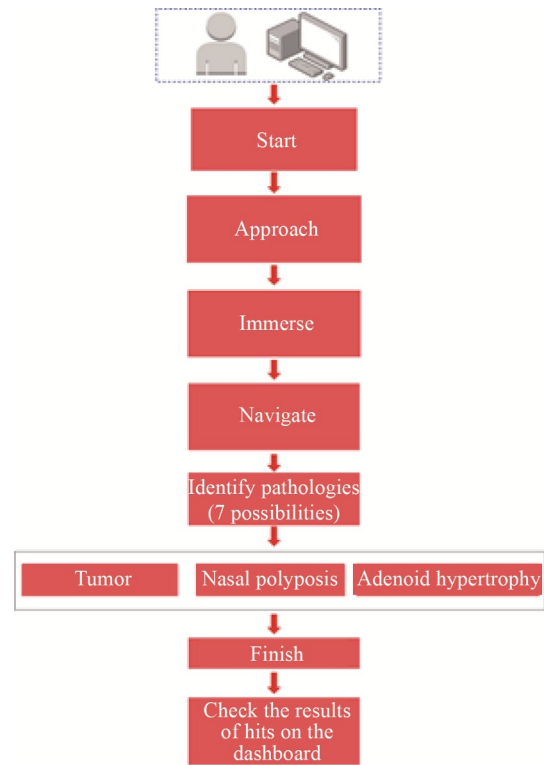 Start
Approach
Immerse
Navigate
Identify pathologies
(7 possibilities)
Tumor
Nasal polyposis
Adenoid hypertrophy
Finish
Check the results
of hits on the
dashboard